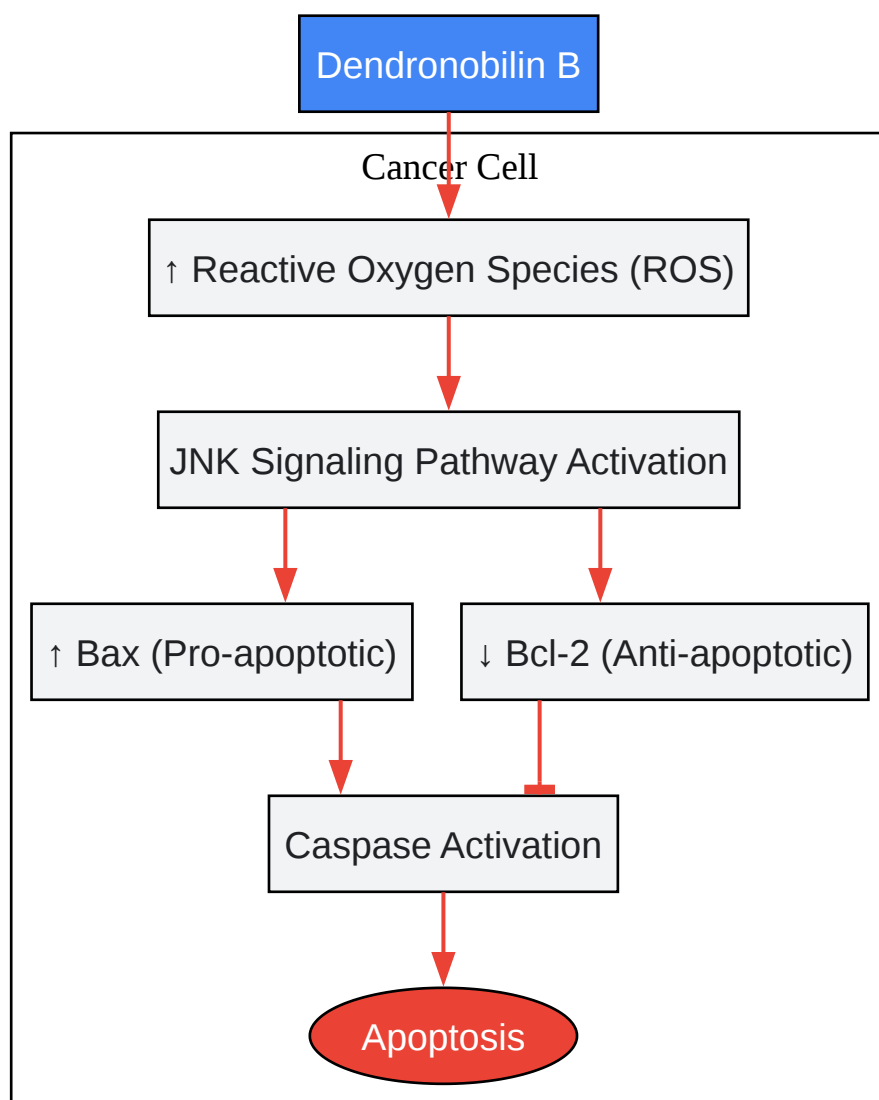 Dendronobilin B
Cancer Cell
↑ Reactive Oxygen Species (ROS)
JNK Signaling Pathway Activation
↑ Bax (Pro-apoptotic)
↓ Bcl-2 (Anti-apoptotic)
Caspase Activation
Apoptosis